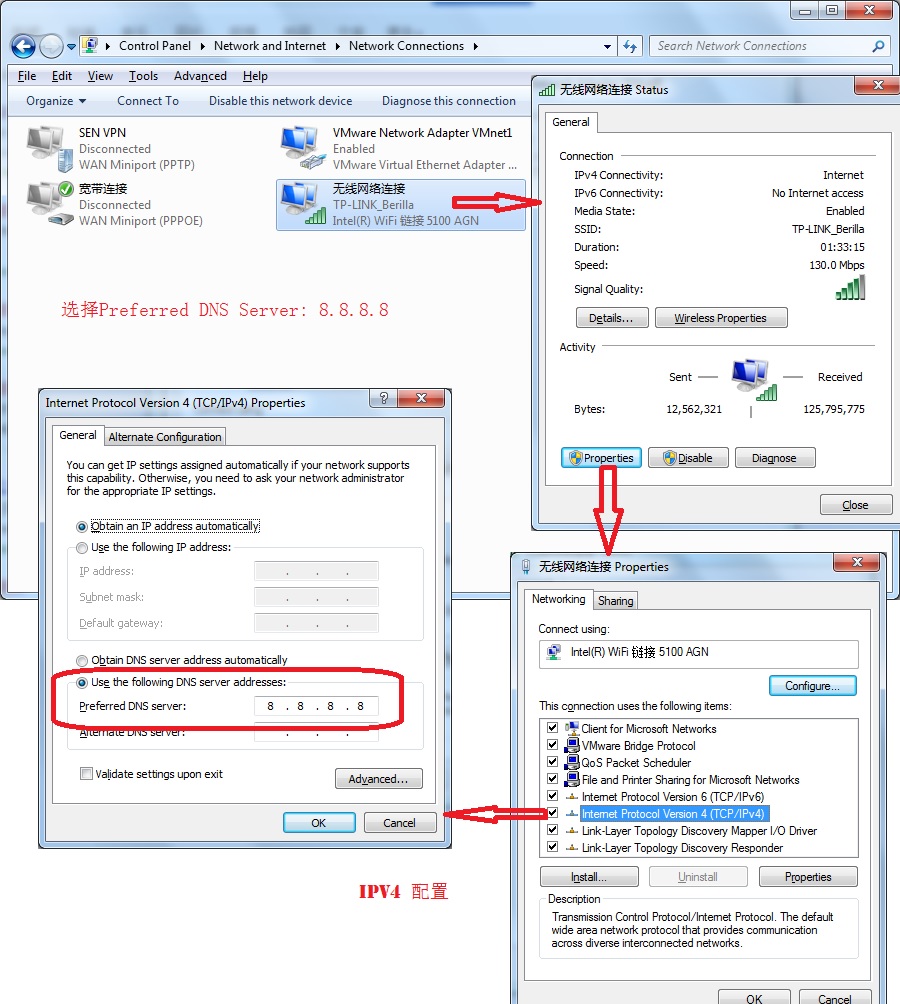 Control Panel
Network and Internet
Network Connections
Search Network Connections
File Edit View Tools Advanced Help
Organize Connect To Disable this network device Diagnose this connection
SEN VPN
Disconnected
WAN Miniport (PPTP)
VMware Network Adapter VMnet1
Enabled
VMware Virtual Ethernet Adapter ...
宽带连接
Disconnected
WAN Miniport (PPPOE)
无线网络连接
TP-LINK_Berilla
Intel(R) WiFi 链接 5100 AGN
选择Preferred DNS Server: 8.8.8.8
无线网络连接 Status
General
Connection
IPv4 Connectivity: Internet
IPv6 Connectivity: No Internet access
Media State: Enabled
SSID: TP-LINK_Berilla
Duration: 01:33:15
Speed: 130.0 Mbps
Signal Quality:
Details... Wireless Properties
Activity
Sent Received
Bytes: 12,562,321 125,795,775
Properties Disable Diagnose
Close
Internet Protocol Version 4 (TCP/IPv4) Properties
General Alternate Configuration
You can get IP settings assigned automatically if your network supports
this capability. Otherwise, you need to ask your network administrator
for the appropriate IP settings.
Obtain an IP address automatically
Use the following IP address:
IP address: . . .
Subnet mask: . . .
Default gateway: . . .
Obtain DNS server address automatically
Use the following DNS server addresses:
Preferred DNS server: 8 . 8 . 8 . 8
Alternate DNS server: . . .
Validate settings upon exit
Advanced...
OK Cancel
IPV4 配置
无线网络连接 Properties
Networking Sharing
Connect using:
Intel(R) WiFi 链接 5100 AGN
Configure...
This connection uses the following items:
Client for Microsoft Networks
VMware Bridge Protocol
QoS Packet Scheduler
File and Printer Sharing for Microsoft Networks
Internet Protocol Version 6 (TCP/IPv6)
Internet Protocol Version 4 (TCP/IPv4)
Link-Layer Topology Discovery Mapper I/O Driver
Link-Layer Topology Discovery Responder
Install... Uninstall Properties
Description
Transmission Control Protocol/Internet Protocol. The default
wide area network protocol that provides communication
across diverse interconnected networks.
OK Cancel